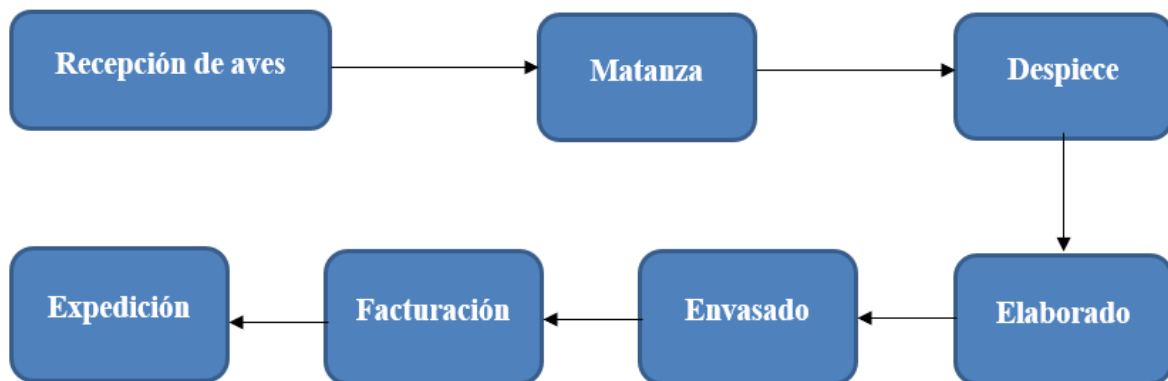 Recepción de aves
Matanza
Despiece
Elaborado
Envasado
Facturación
Expedición